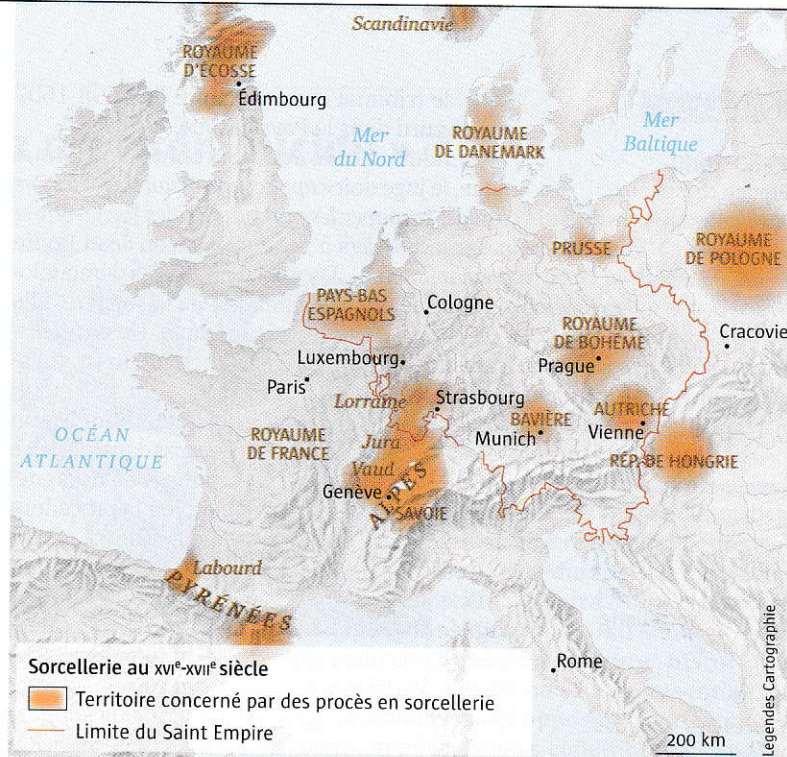 Scandinavie
ROYAUME
D'ÉCOSSE
Édimbourg
Mer
du Nord
ROYAUME
DE DANEMARK
Mer
Baltique
PRUSSE
ROYAUME
DE POLOGNE
PAYS-BAS
ESPAGNOLS
Cologne
ROYAUME
DE BOHÊME
Prague
Cracovie
Luxembourg
Paris
Lorraine
Strasbourg
BAVIÈRE
Munich
AUTRICHE
Vienne
OCÉAN
ATLANTIQUE
ROYAUME
DE FRANCE
Jura
Vaud
Genève
ALPES
SAVOIE
RÉP. DE HONGRIE
Labourd
PYRÉNÉES
Rome
Sorcellerie au XVIe-XVIIe siècle
Territoire concerné par des procès en sorcellerie
Limite du Saint Empire
200 km
Legendes Cartographie